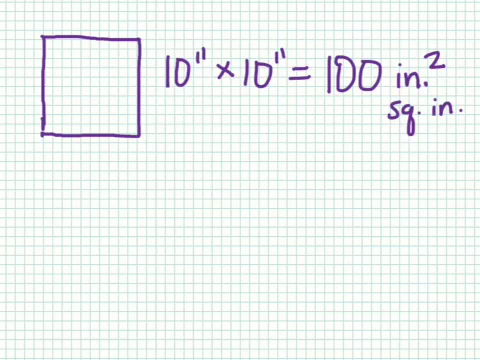 10" × 10" = 100 in.²
sq. in.